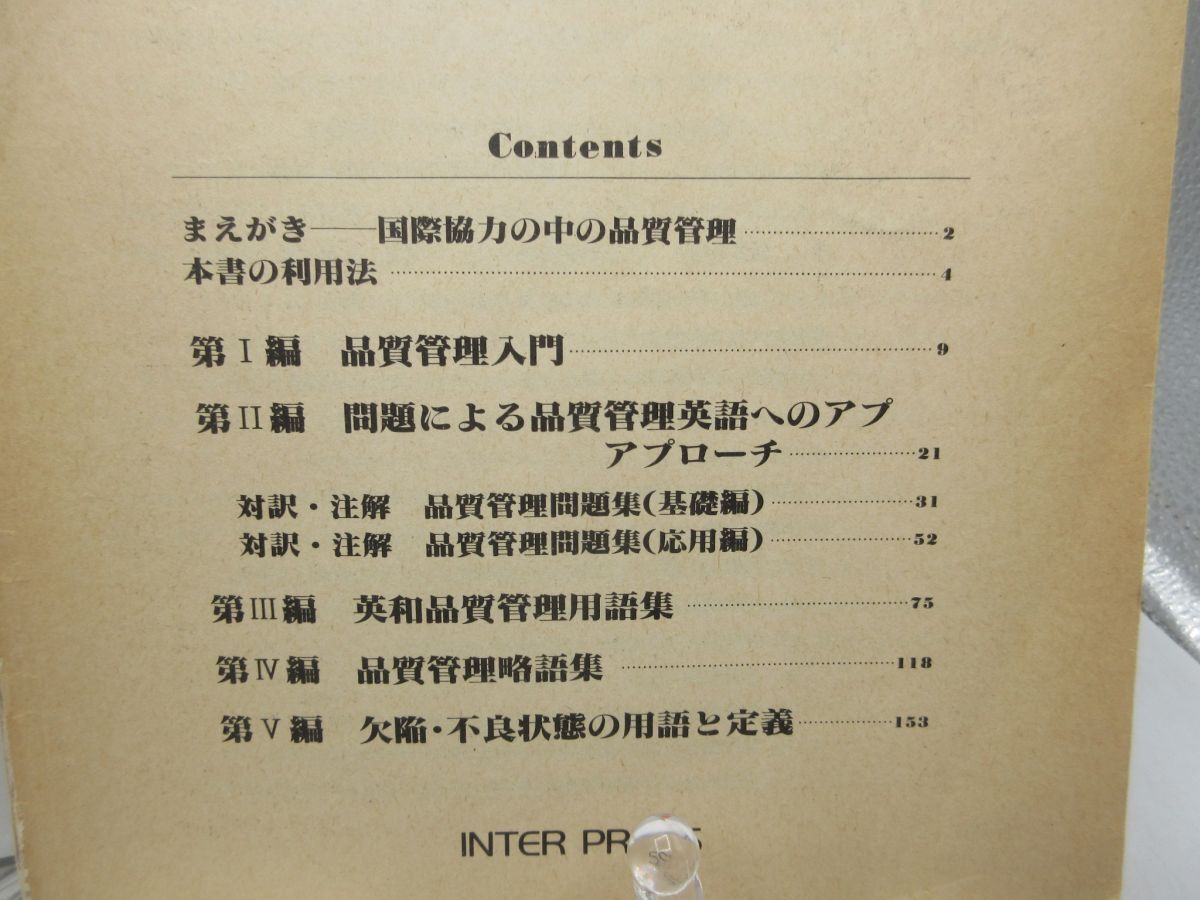 Contents
まえがき――国際協力の中の品質管理 2
本書の利用法 4
第Ⅰ編 品質管理入門 9
第Ⅱ編 問題による品質管理英語へのアプ
アプローチ 21
対訳・注解 品質管理問題集(基礎編) 31
対訳・注解 品質管理問題集(応用編) 52
第Ⅲ編 英和品質管理用語集 75
第Ⅳ編 品質管理略語集 118
第Ⅴ編 欠陥・不良状態の用語と定義 153
INTER